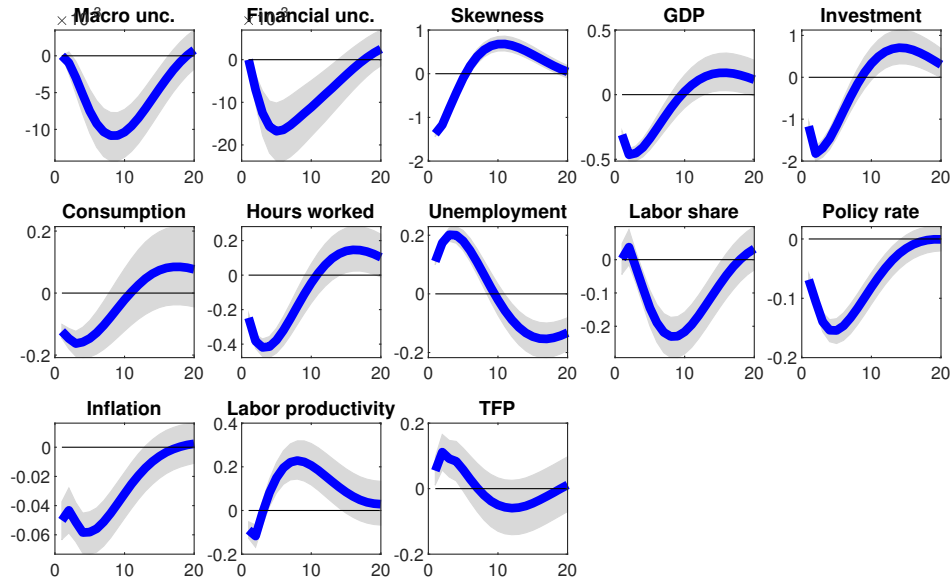 Macro unc. Financial unc. Skewness GDP Investment
0 -5 -10 0 10 20
0 -10 -20 0 10 20
1 0 -1 -2 0 10 20
0.5 0 -0.5 0 10 20
1 0 -1 -2 0 10 20
Consumption Hours worked Unemployment Labor share Policy rate
0.2 0 -0.2 0 10 20
0.2 0 -0.2 -0.4 0 10 20
0.2 0 -0.2 0 10 20
0 -0.1 -0.2 0 10 20
0 -0.1 -0.2 0 10 20
Inflation Labor productivity TFP
0 -0.02 -0.04 -0.06 0 10 20
0.4 0.2 0 -0.2 0 10 20
0.2 0 -0.2 0 10 20